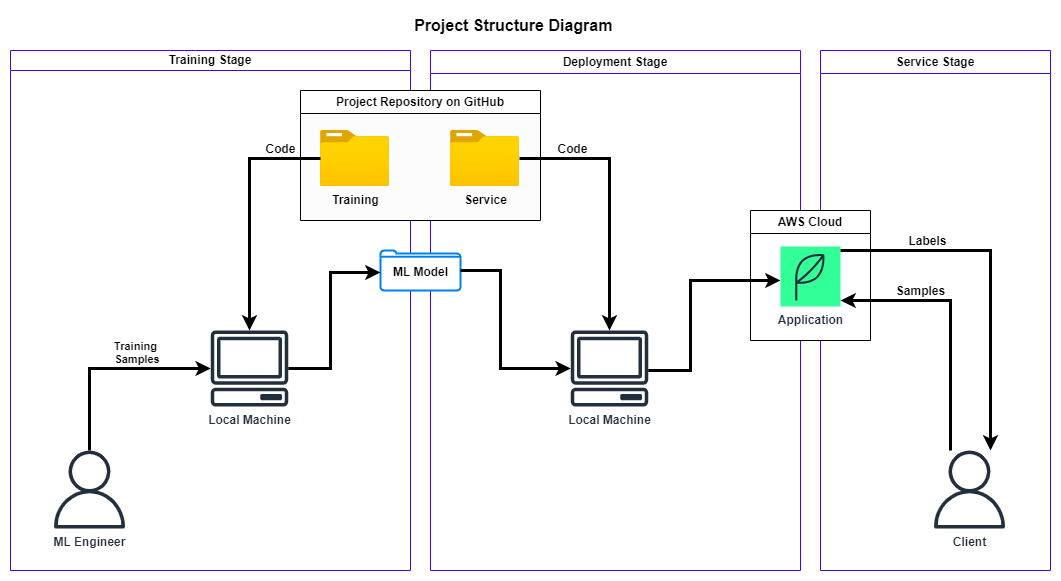 Project Structure Diagram
Training Stage
Deployment Stage
Service Stage
Project Repository on GitHub
Code
Training
Service
Code
AWS Cloud
Application
Labels
Samples
ML Model
Training
Samples
Local Machine
Local Machine
ML Engineer
Client